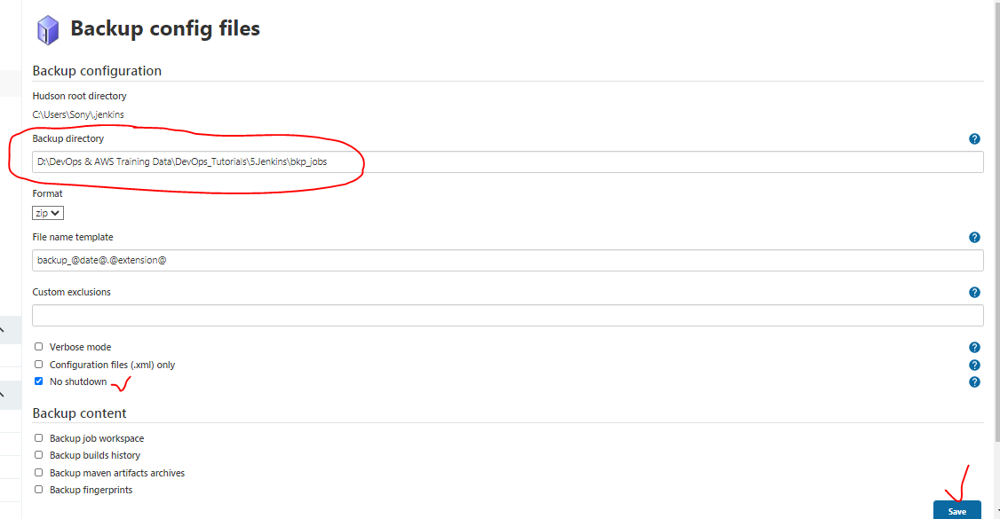 Backup config files
Backup configuration
Hudson root directory
C:\Users\Sony\.jenkins
Backup directory
D:\DevOps & AWS Training Data\DevOps_Tutorials\5.Jenkins\bkp_jobs
Format
zip
File name template
backup_@date@.@extension@
Custom exclusions
Verbose mode
Configuration files (.xml) only
No shutdown
Backup content
Backup job workspace
Backup builds history
Backup maven artifacts archives
Backup fingerprints
Save